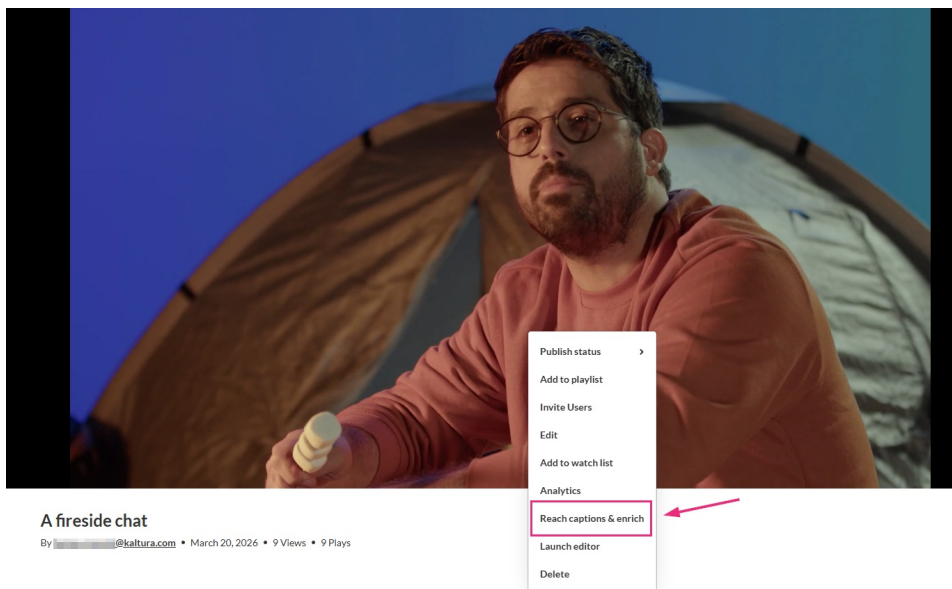 Publish status
Add to playlist
Invite Users
Edit
Add to watch list
Analytics
Reach captions & enrich
Launch editor
Delete
A fireside chat
By @kaltura.com • March 20, 2026 • 9 Views • 9 Plays